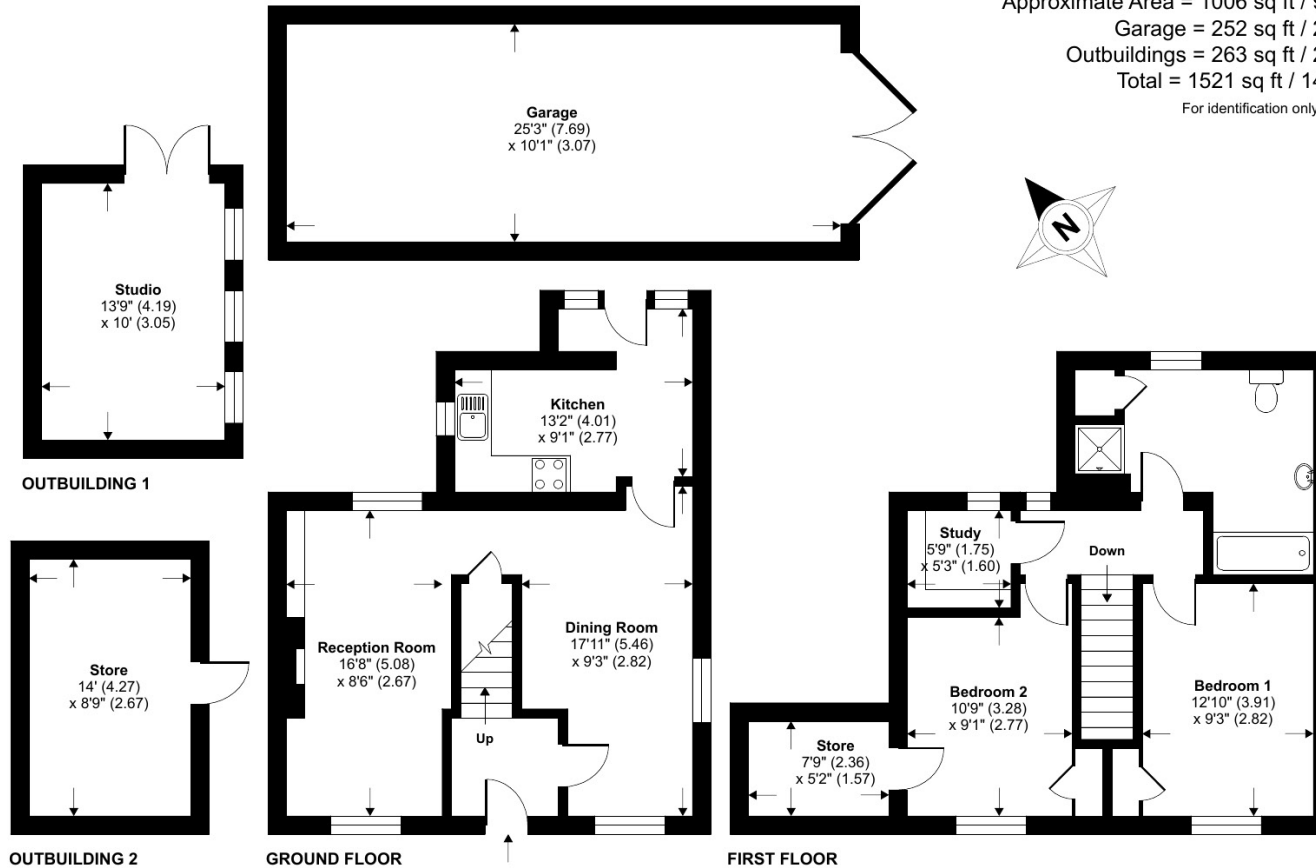 Approximate Area = 1006 sq ft /
Garage = 252 sq ft / 2
Outbuildings = 263 sq ft / 2
Total = 1521 sq ft / 14
For identification only
Garage
25'3" (7.69)
x 10'1" (3.07)
N
Studio
13'9" (4.19)
x 10' (3.05)
OUTBUILDING 1
Kitchen
13'2" (4.01)
x 9'1" (2.77)
Study
5'9" (1.75)
x 5'3" (1.60)
Down
Store
14' (4.27)
x 8'9" (2.67)
Reception Room
16'8" (5.08)
x 8'6" (2.67)
Dining Room
17'11" (5.46)
x 9'3" (2.82)
Up
Store
7'9" (2.36)
x 5'2" (1.57)
Bedroom 2
10'9" (3.28)
x 9'1" (2.77)
Bedroom 1
12'10" (3.91)
x 9'3" (2.82)
OUTBUILDING 2
GROUND FLOOR
FIRST FLOOR